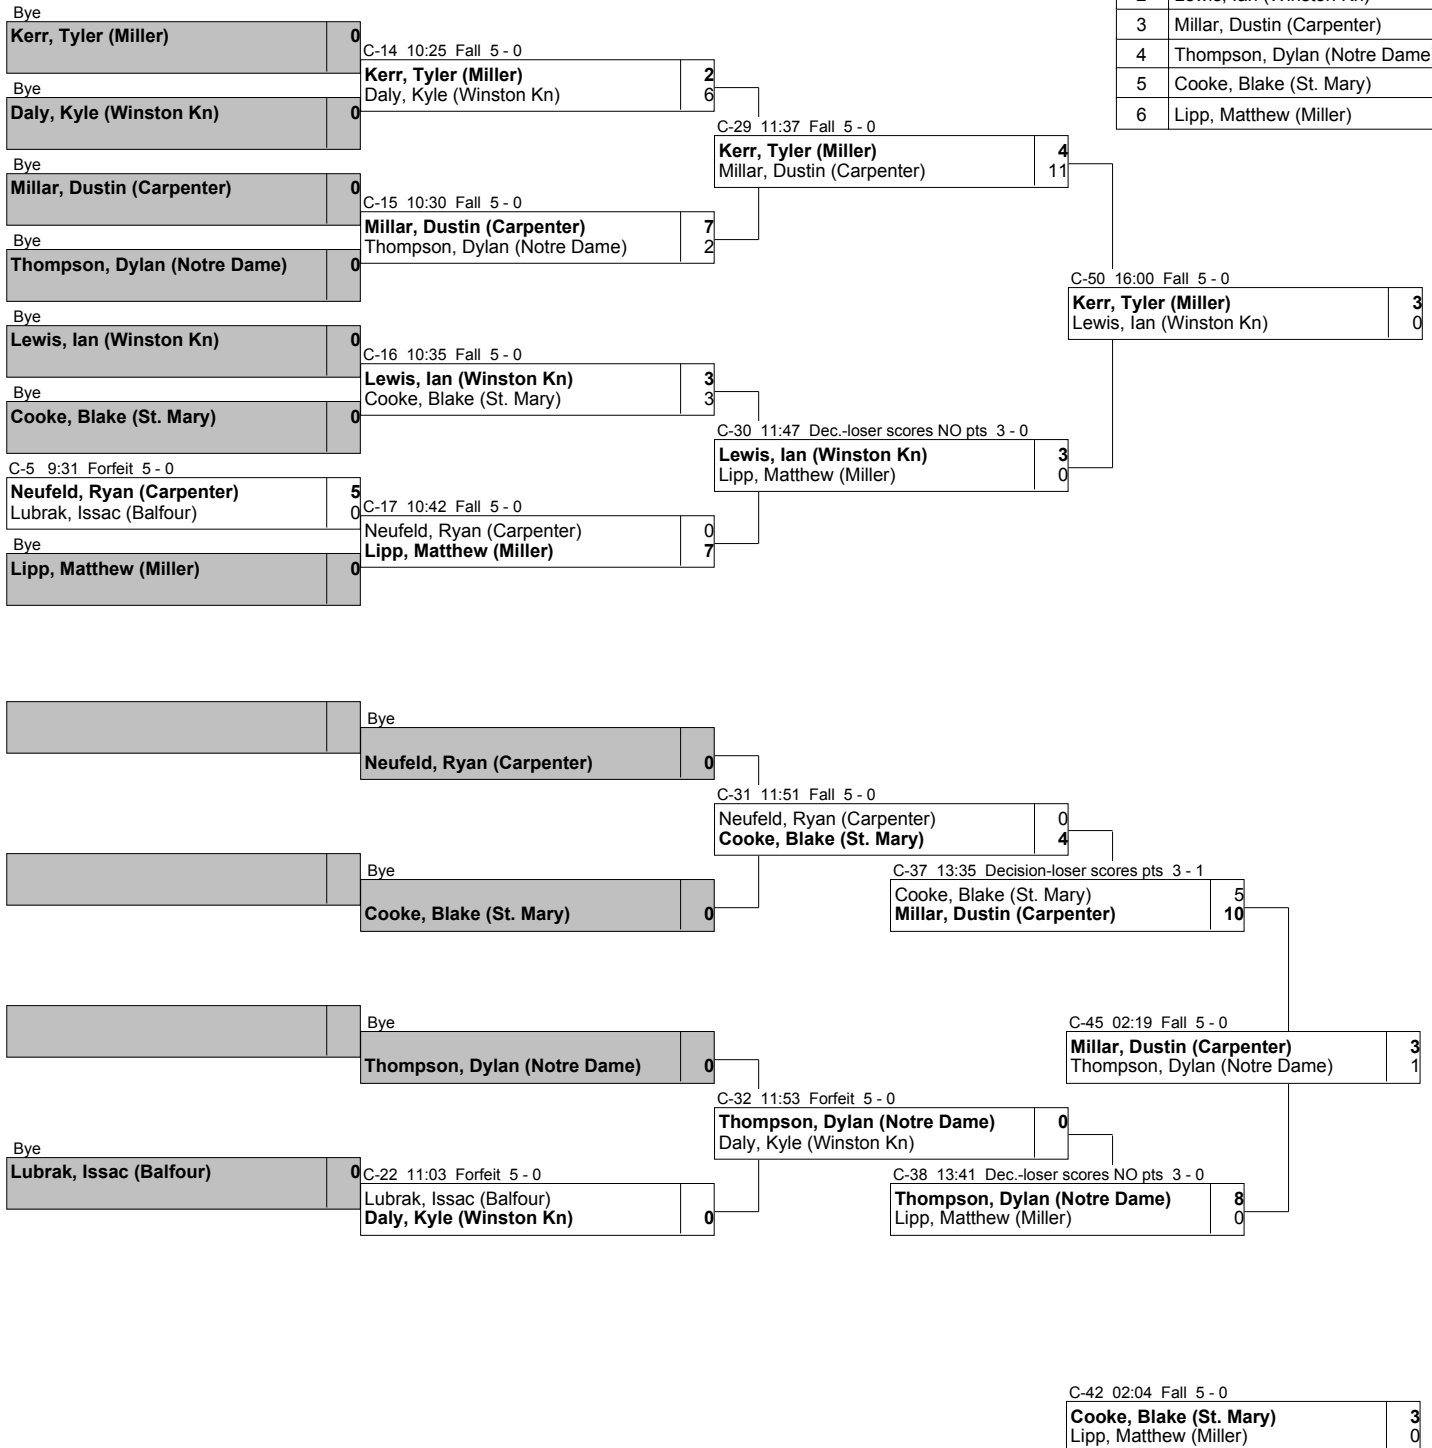 2 Lewis, Ian (Winston Kn)
3 Millar, Dustin (Carpenter)
4 Thompson, Dylan (Notre Dame
5 Cooke, Blake (St. Mary)
6 Lipp, Matthew (Miller)
Bye
Kerr, Tyler (Miller) 0
Bye
Daly, Kyle (Winston Kn) 0
Bye
Millar, Dustin (Carpenter) 0
Bye
Thompson, Dylan (Notre Dame) 0
Bye
Lewis, Ian (Winston Kn) 0
Bye
Cooke, Blake (St. Mary) 0
C-5 9:31 Forfeit 5 - 0
Neufeld, Ryan (Carpenter) 5
Lubrak, Issac (Balfour) 0
Bye
Lipp, Matthew (Miller) 0
C-14 10:25 Fall 5 - 0
Kerr, Tyler (Miller) 2
Daly, Kyle (Winston Kn) 6
C-15 10:30 Fall 5 - 0
Millar, Dustin (Carpenter) 7
Thompson, Dylan (Notre Dame) 2
C-16 10:35 Fall 5 - 0
Lewis, Ian (Winston Kn) 3
Cooke, Blake (St. Mary) 3
C-17 10:42 Fall 5 - 0
Neufeld, Ryan (Carpenter) 0
Lipp, Matthew (Miller) 7
C-29 11:37 Fall 5 - 0
Kerr, Tyler (Miller) 4
Millar, Dustin (Carpenter) 11
C-30 11:47 Dec.-loser scores NO pts 3 - 0
Lewis, Ian (Winston Kn) 3
Lipp, Matthew (Miller) 0
C-50 16:00 Fall 5 - 0
Kerr, Tyler (Miller) 3
Lewis, Ian (Winston Kn) 0
Bye
Neufeld, Ryan (Carpenter) 0
Bye
Cooke, Blake (St. Mary) 0
Bye
Thompson, Dylan (Notre Dame) 0
Bye
Lubrak, Issac (Balfour) 0
C-22 11:03 Forfeit 5 - 0
Lubrak, Issac (Balfour)
Daly, Kyle (Winston Kn) 0
C-31 11:51 Fall 5 - 0
Neufeld, Ryan (Carpenter) 0
Cooke, Blake (St. Mary) 4
C-32 11:53 Forfeit 5 - 0
Thompson, Dylan (Notre Dame) 0
Daly, Kyle (Winston Kn)
C-37 13:35 Decision-loser scores pts 3 - 1
Cooke, Blake (St. Mary) 5
Millar, Dustin (Carpenter) 10
C-38 13:41 Dec.-loser scores NO pts 3 - 0
Thompson, Dylan (Notre Dame) 8
Lipp, Matthew (Miller) 0
C-45 02:19 Fall 5 - 0
Millar, Dustin (Carpenter) 3
Thompson, Dylan (Notre Dame) 1
C-42 02:04 Fall 5 - 0
Cooke, Blake (St. Mary) 3
Lipp, Matthew (Miller) 0